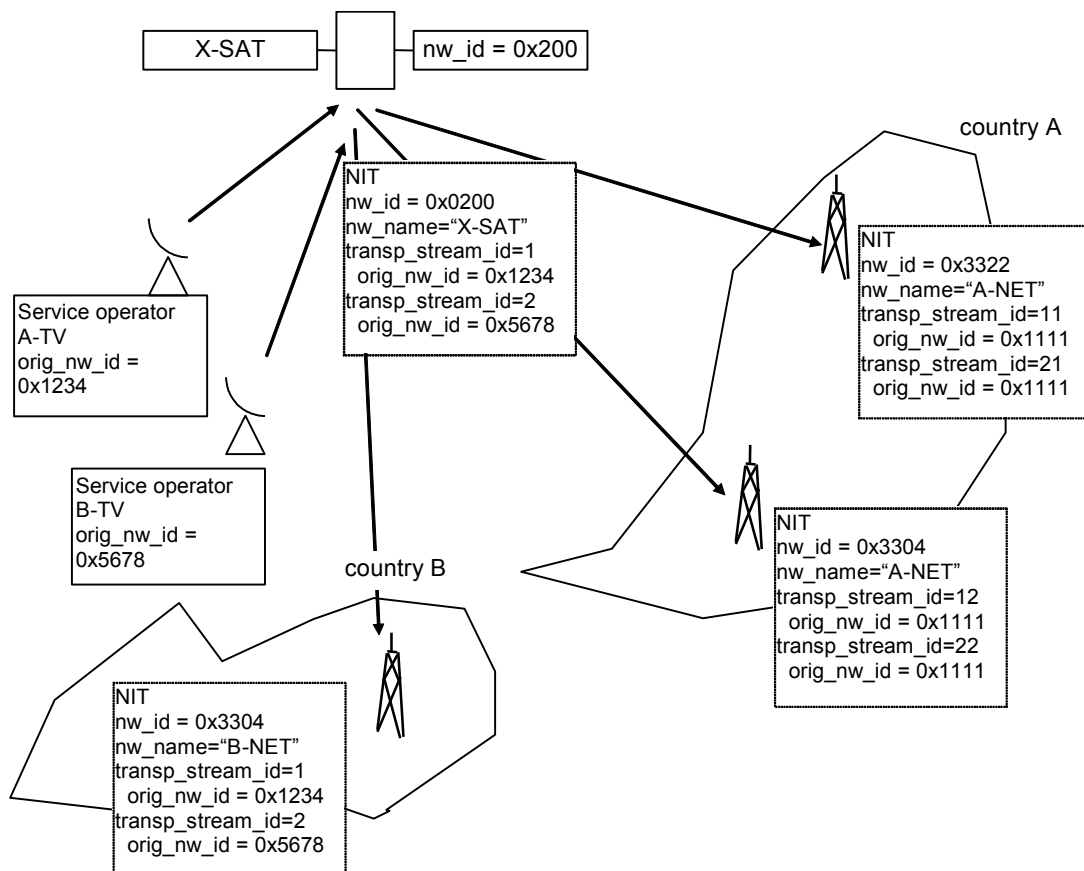 X-SAT
nw_id = 0x200
country A
NIT
nw_id = 0x0200
nw_name=“X-SAT”
transp_stream_id=1
orig_nw_id = 0x1234
transp_stream_id=2
orig_nw_id = 0x5678
NIT
nw_id = 0x3322
nw_name=“A-NET”
transp_stream_id=11
orig_nw_id = 0x1111
transp_stream_id=21
orig_nw_id = 0x1111
Service operator
A-TV
orig_nw_id =
0x1234
Service operator
B-TV
orig_nw_id =
0x5678
NIT
nw_id = 0x3304
nw_name=“A-NET”
transp_stream_id=12
orig_nw_id = 0x1111
transp_stream_id=22
orig_nw_id = 0x1111
country B
NIT
nw_id = 0x3304
nw_name=“B-NET”
transp_stream_id=1
orig_nw_id = 0x1234
transp_stream_id=2
orig_nw_id = 0x5678